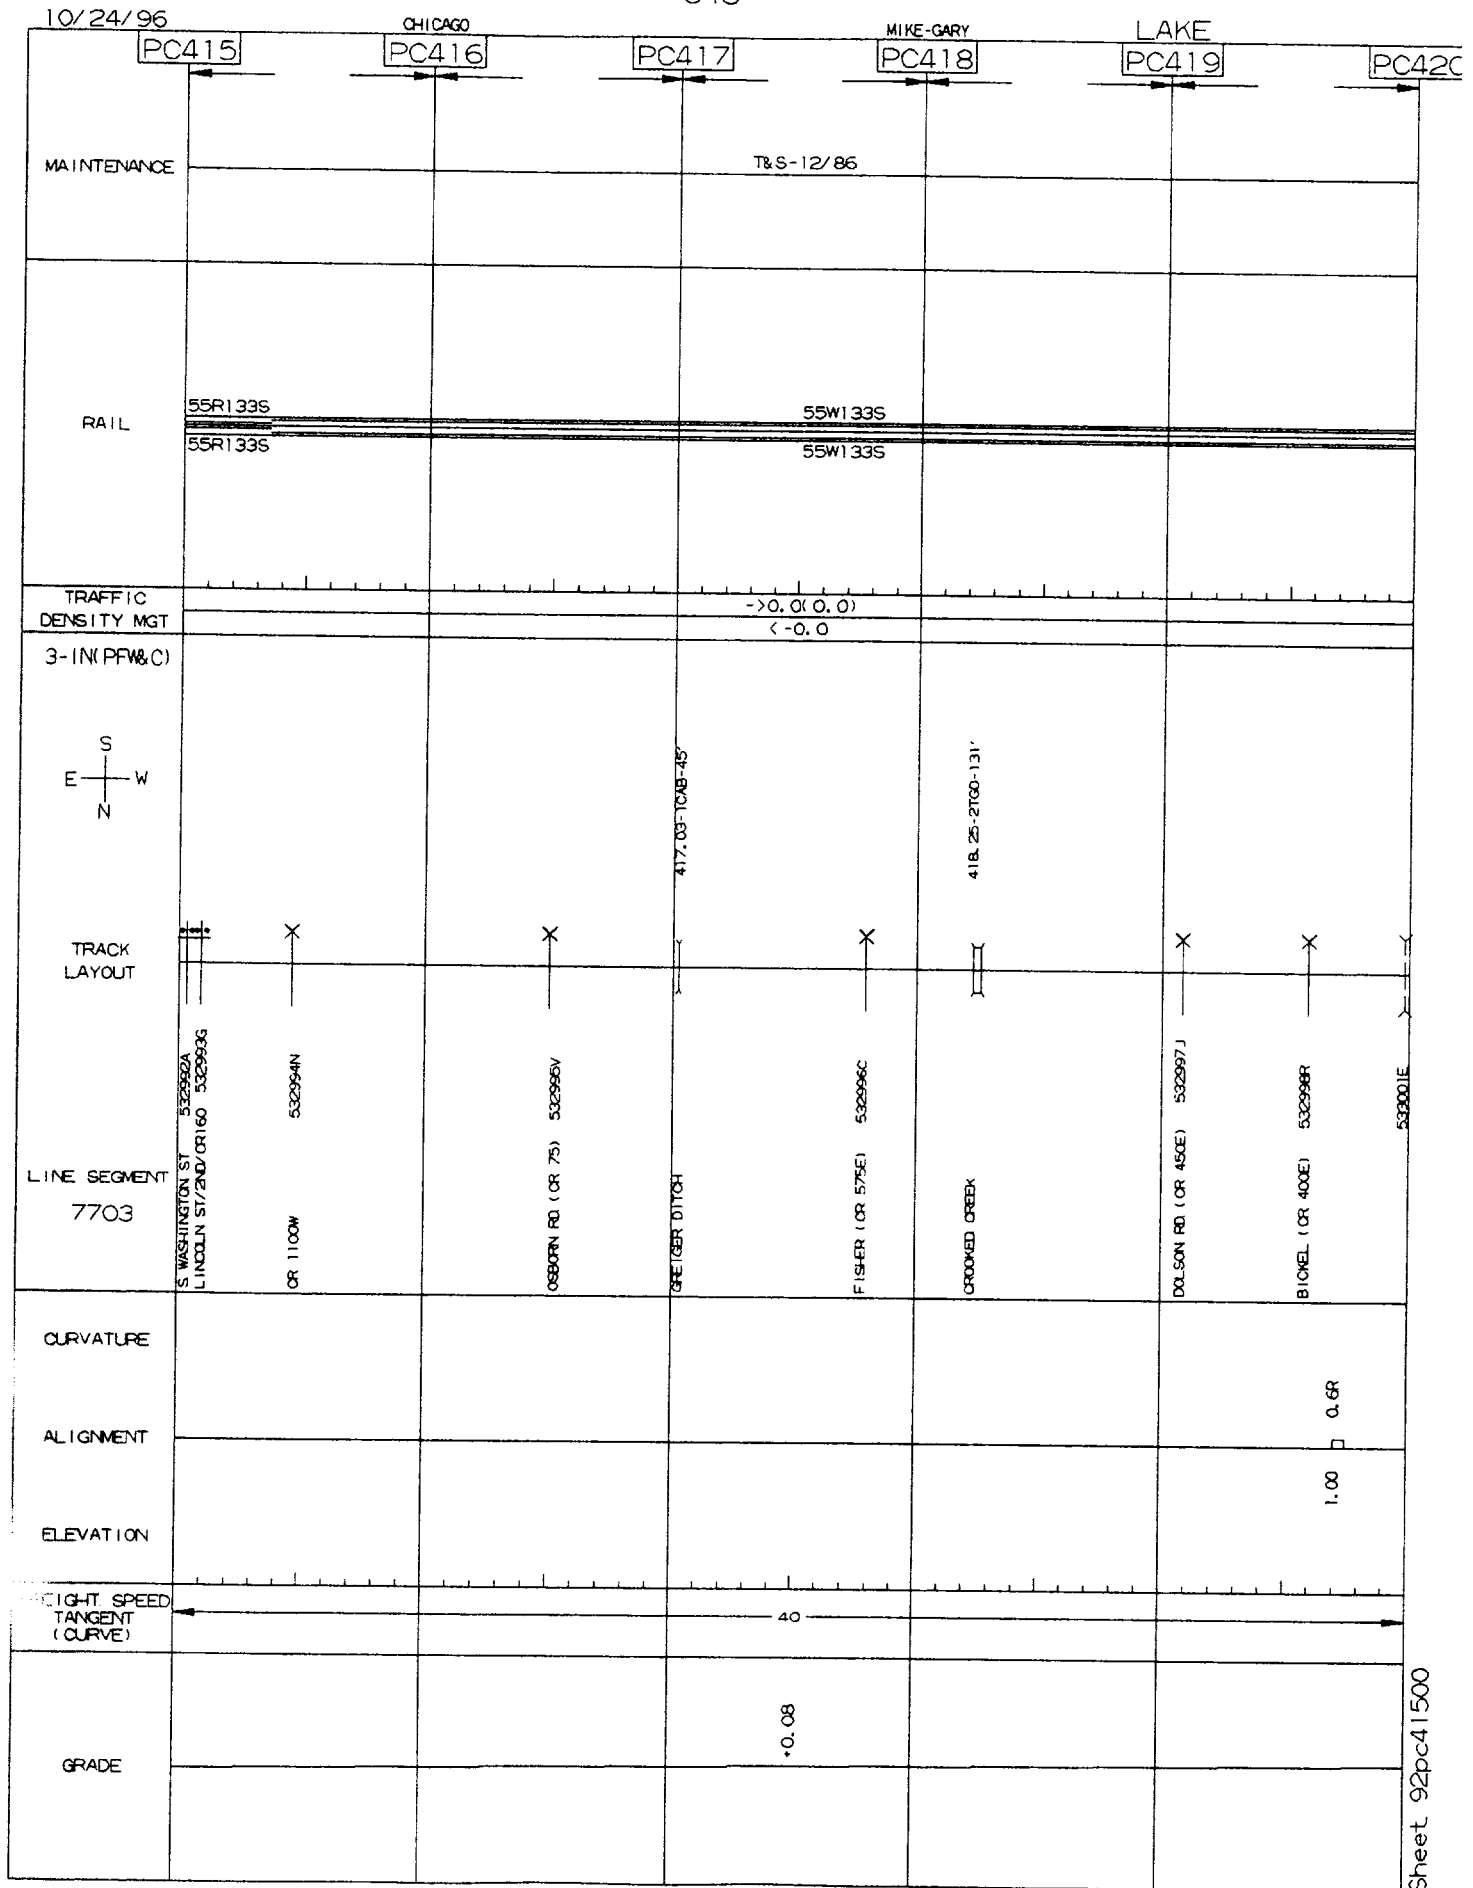 10/24/96
CHICAGO
MIKE-GARY
LAKE
PC415
PC416
PC417
PC418
PC419
PC420
MAINTENANCE
T&S-12/86
RAIL
55R133S
55W133S
55R133S
55W133S
TRAFFIC
DENSITY MGT
->0.0(0.0)
<-0.0
3-IN(PFW&C)
S
E
W
N
417.03-1CAB-45'
418.25-2TGO-131'
TRACK
LAYOUT
LINE SEGMENT
7703
S. WASHINGTON ST 532992A
LINCOLN ST/2ND/CR160 532993G
CR 1100W 532994N
OSBORN RD. (CR 75) 532995V
GREIGER DITCH
FISHER (CR 575E) 532996C
CROOKED CREEK
DOLSON RD. (CR 450E) 532997J
BICKEL (CR 400E) 532998R
533001E
CURVATURE
0.6R
ALIGNMENT
1.00
ELEVATION
EIGHT SPEED
TANGENT
(CURVE)
40
GRADE
+0.08
Sheet 92pc41500